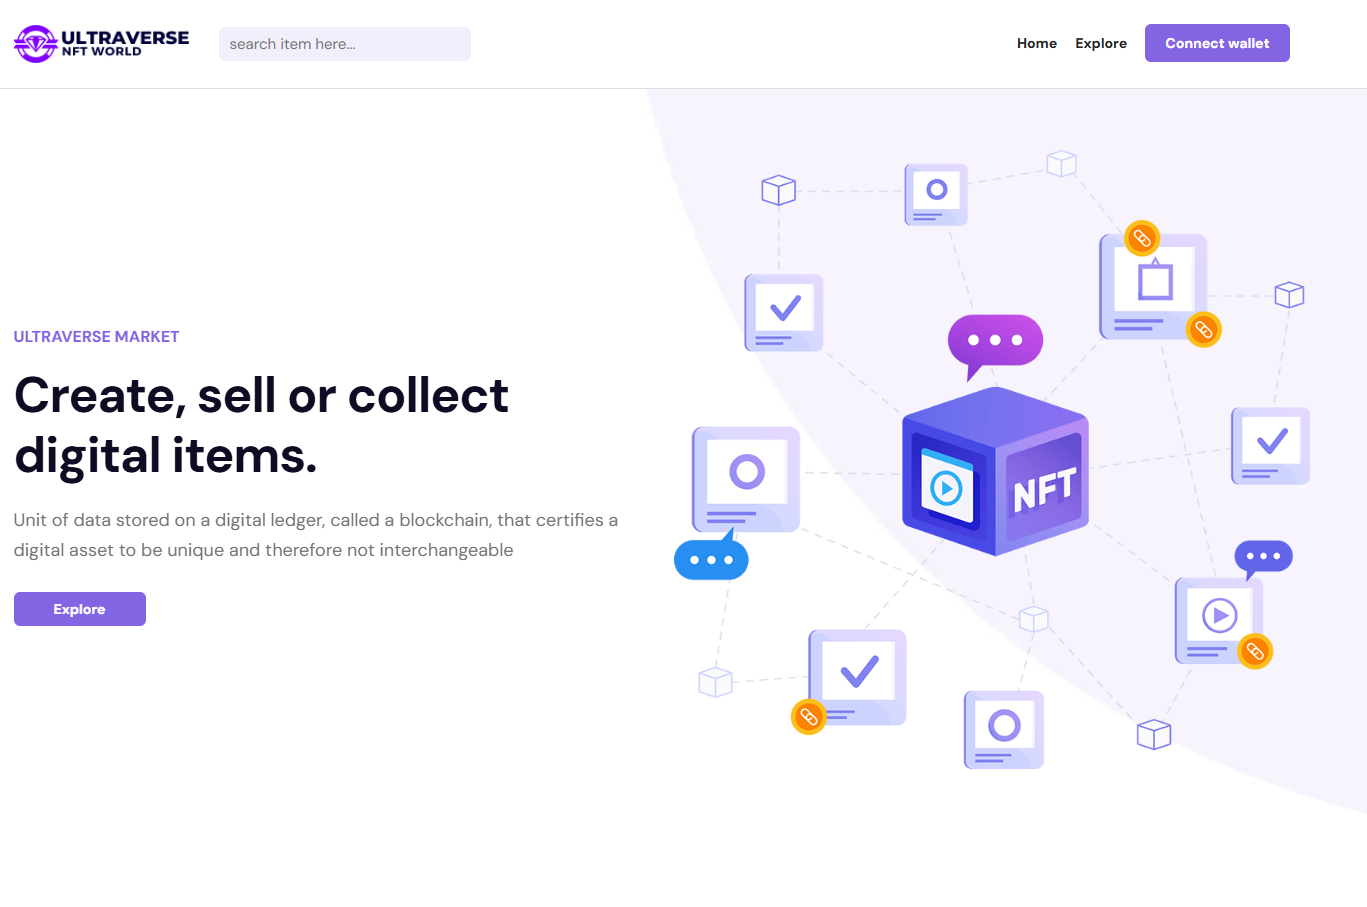 ULTRAVERSE
NFT WORLD
search item here...
Home
Explore
Connect wallet
ULTRAVERSE MARKET
Create, sell or collect
digital items.
Unit of data stored on a digital ledger, called a blockchain, that certifies a
digital asset to be unique and therefore not interchangeable
Explore
NFT